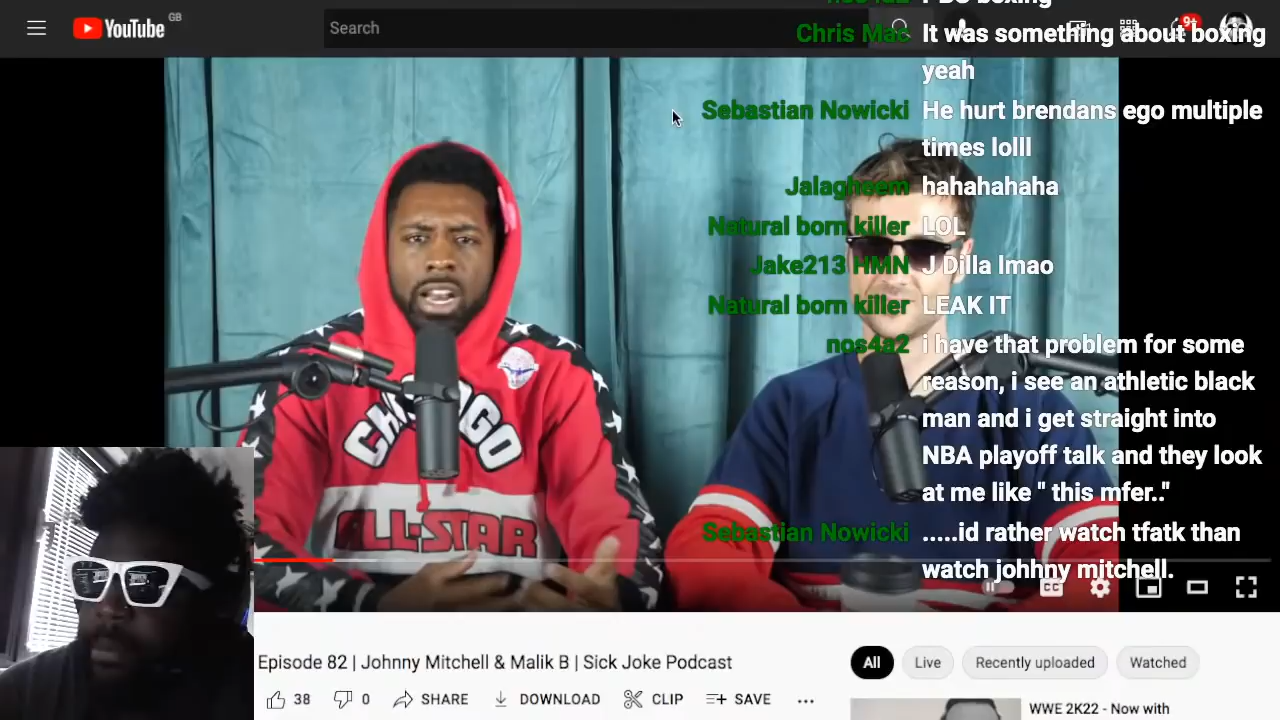 YouTube GB
Search
9+
Chris Mac It was something about boxing
yeah
Sebastian Nowicki He hurt brendans ego multiple
times lolll
Jalagheem hahahahaha
Natural born killer LOL
Jake213 HMN J Dilla lmao
Natural born killer LEAK IT
nos4a2 i have that problem for some
reason, i see an athletic black
man and i get straight into
NBA playoff talk and they look
at me like " this mfer.."
Sebastian Nowicki .....id rather watch tfatk than
watch johhny mitchell.
CHICAGO
ALL-STAR
CC
Episode 82 | Johnny Mitchell & Malik B | Sick Joke Podcast
38
0
SHARE
DOWNLOAD
CLIP
SAVE
All
Live
Recently uploaded
Watched
WWE 2K22 - Now with